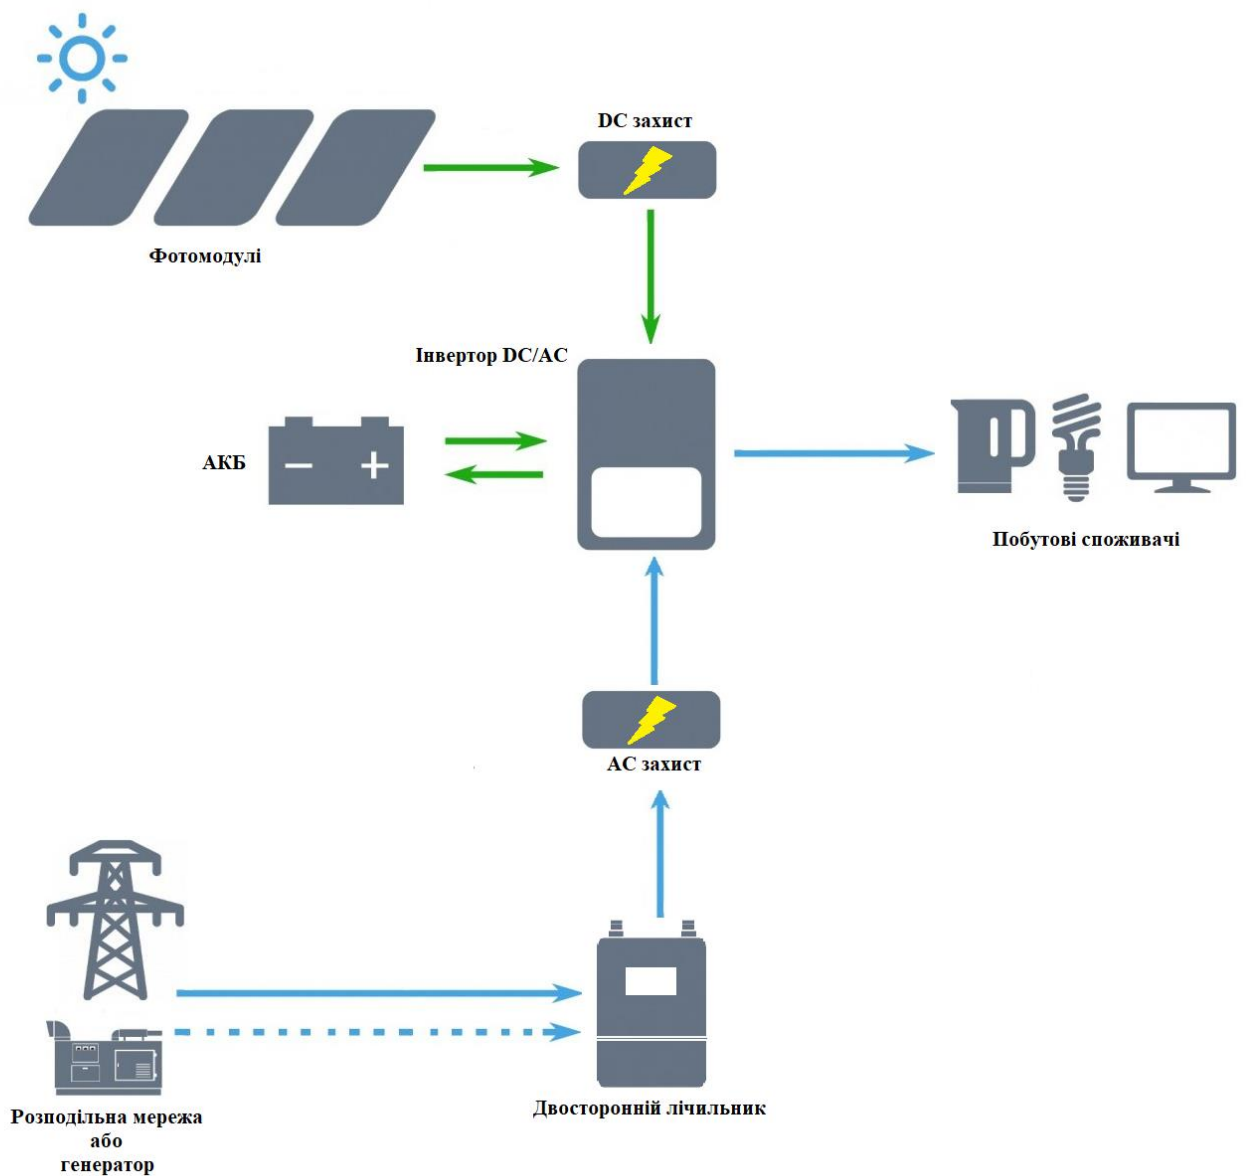 DC захист
Фотомодулі
Інвертор DC/AC
АКБ
Побутові споживачі
АС захист
Двосторонній лічильник
Розподільна мережа
або
генератор